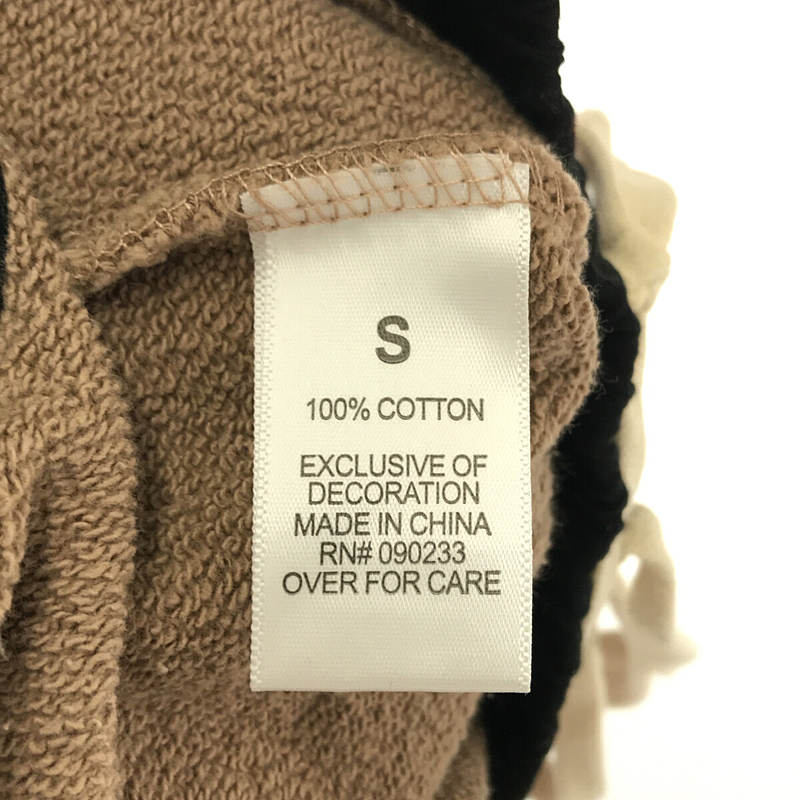 S
100% COTTON
EXCLUSIVE OF
DECORATION
MADE IN CHINA
RN# 090233
OVER FOR CARE